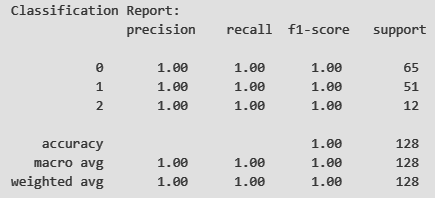 Classification Report:
precision recall f1-score support
0 1.00 1.00 1.00 65
1 1.00 1.00 1.00 51
2 1.00 1.00 1.00 12
accuracy 1.00 128
macro avg 1.00 1.00 1.00 128
weighted avg 1.00 1.00 1.00 128